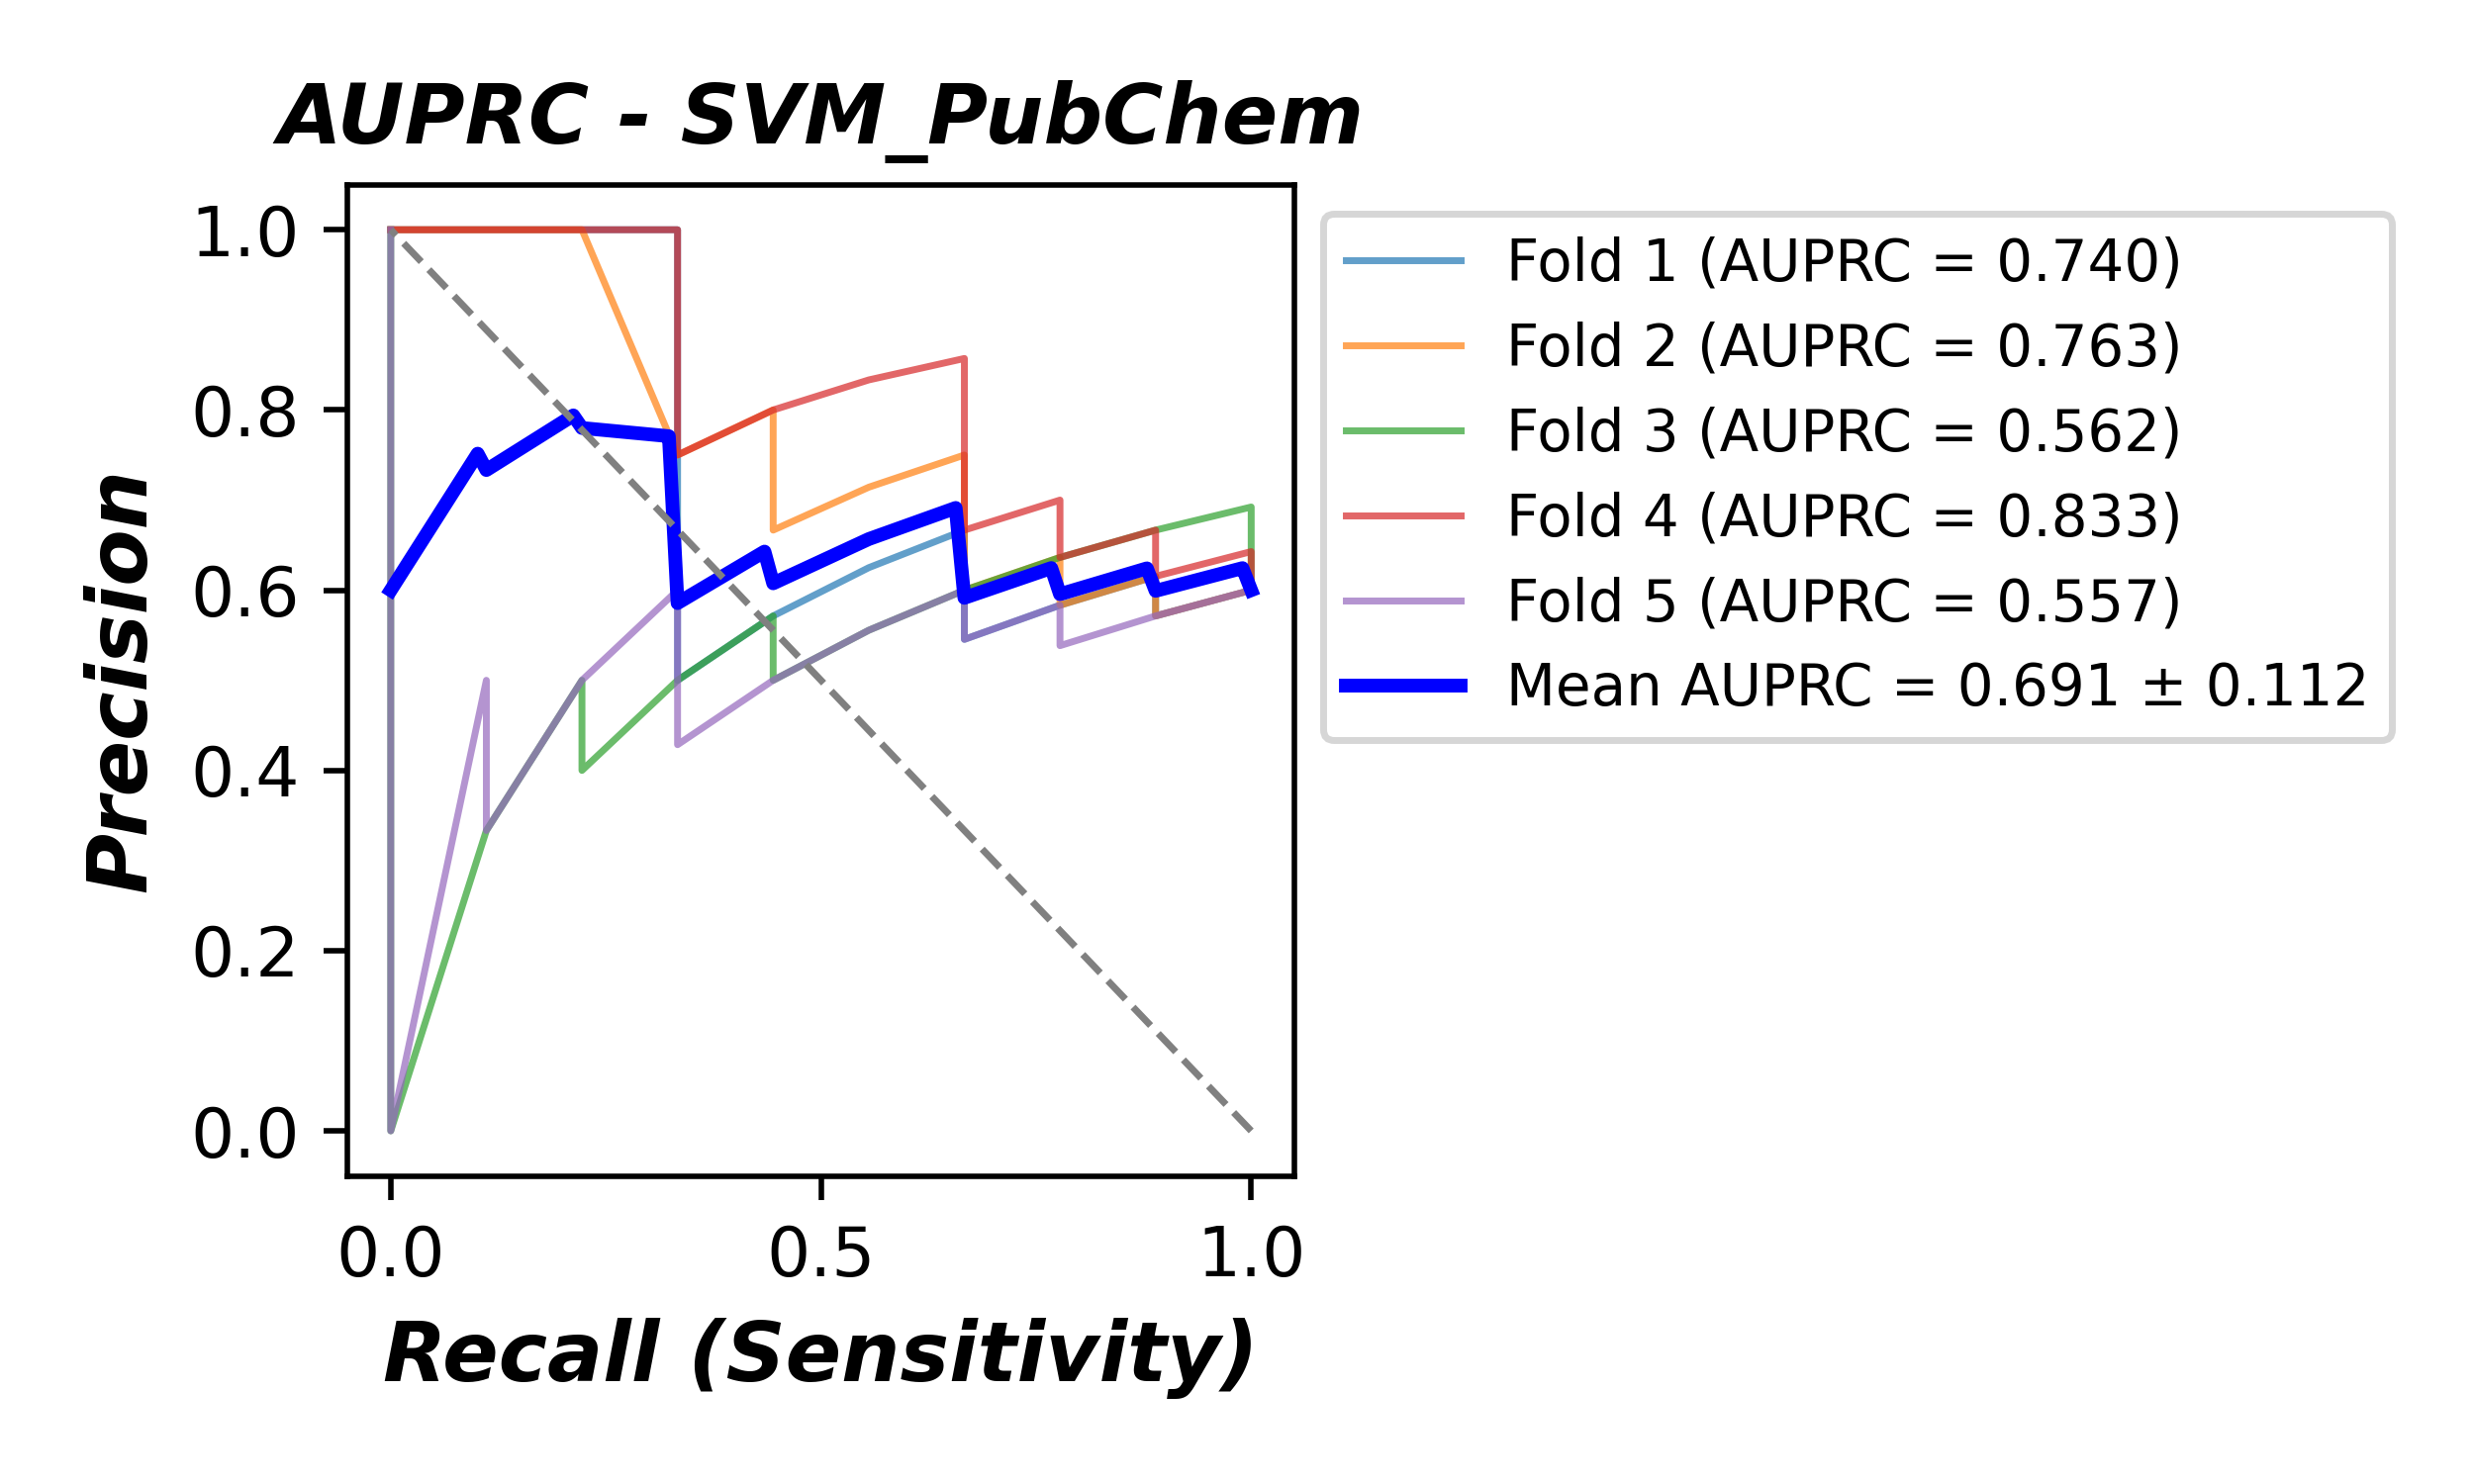 AUPRC - SVM_PubChem
Precision
1.0
0.8
0.6
0.4
0.2
0.0
0.0 0.5 1.0
Recall (Sensitivity)
Fold 1 (AUPRC = 0.740)
Fold 2 (AUPRC = 0.763)
Fold 3 (AUPRC = 0.562)
Fold 4 (AUPRC = 0.833)
Fold 5 (AUPRC = 0.557)
Mean AUPRC = 0.691 ± 0.112